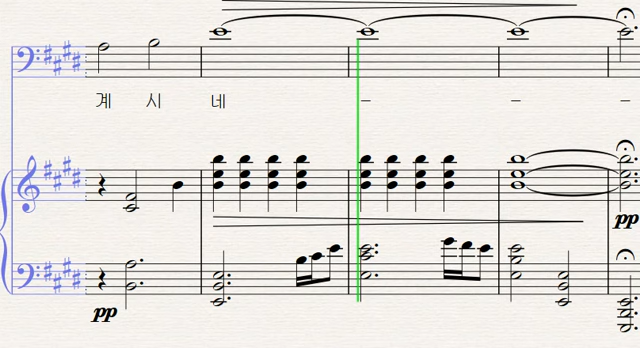 계 시 네 – – –
pp
pp